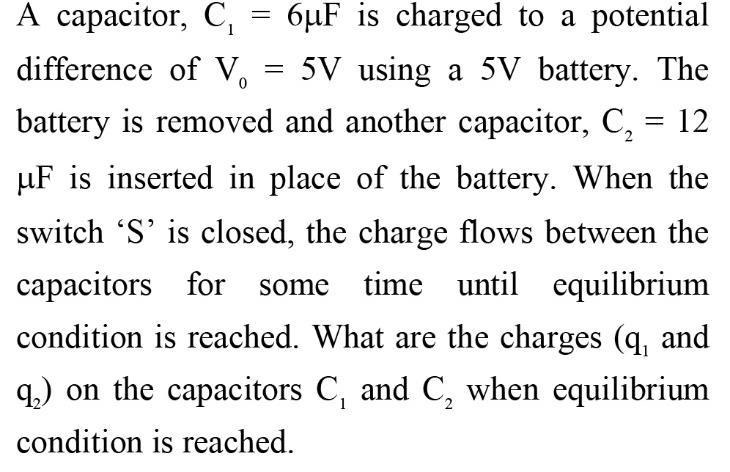 A capacitor, C₁ = 6μF is charged to a potential
difference of V₀ = 5V using a 5V battery. The
battery is removed and another capacitor, C₂ = 12
μF is inserted in place of the battery. When the
switch ‘S’ is closed, the charge flows between the
capacitors for some time until equilibrium
condition is reached. What are the charges (q₁ and
q₂) on the capacitors C₁ and C₂ when equilibrium
condition is reached.